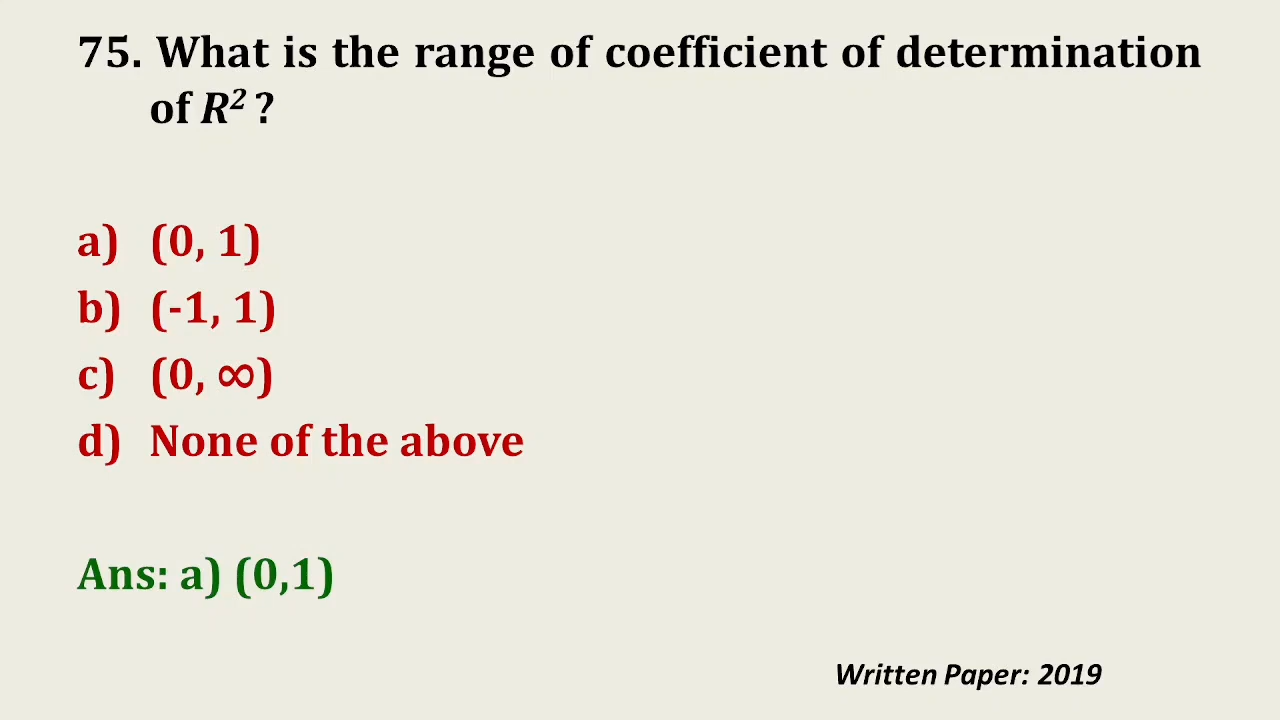 75. What is the range of coefficient of determination
of R² ?
a) (0, 1)
b) (-1, 1)
c) (0, ∞)
d) None of the above
Ans: a) (0,1)
Written Paper: 2019